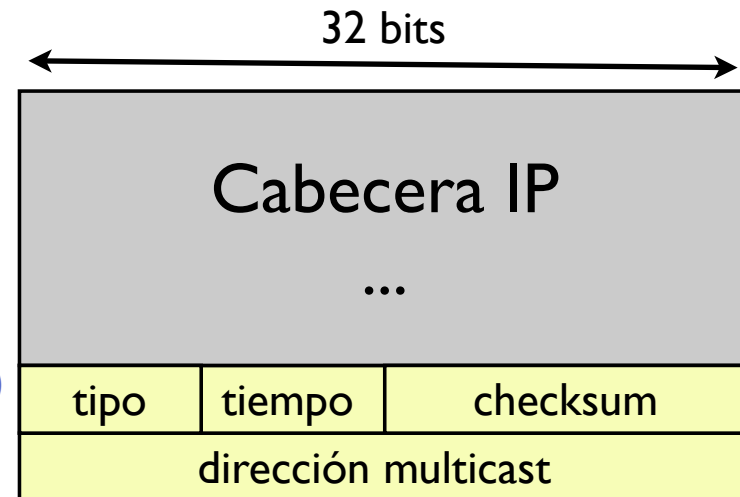 32 bits
Cabecera IP
...
tipo tiempo checksum
dirección multicast